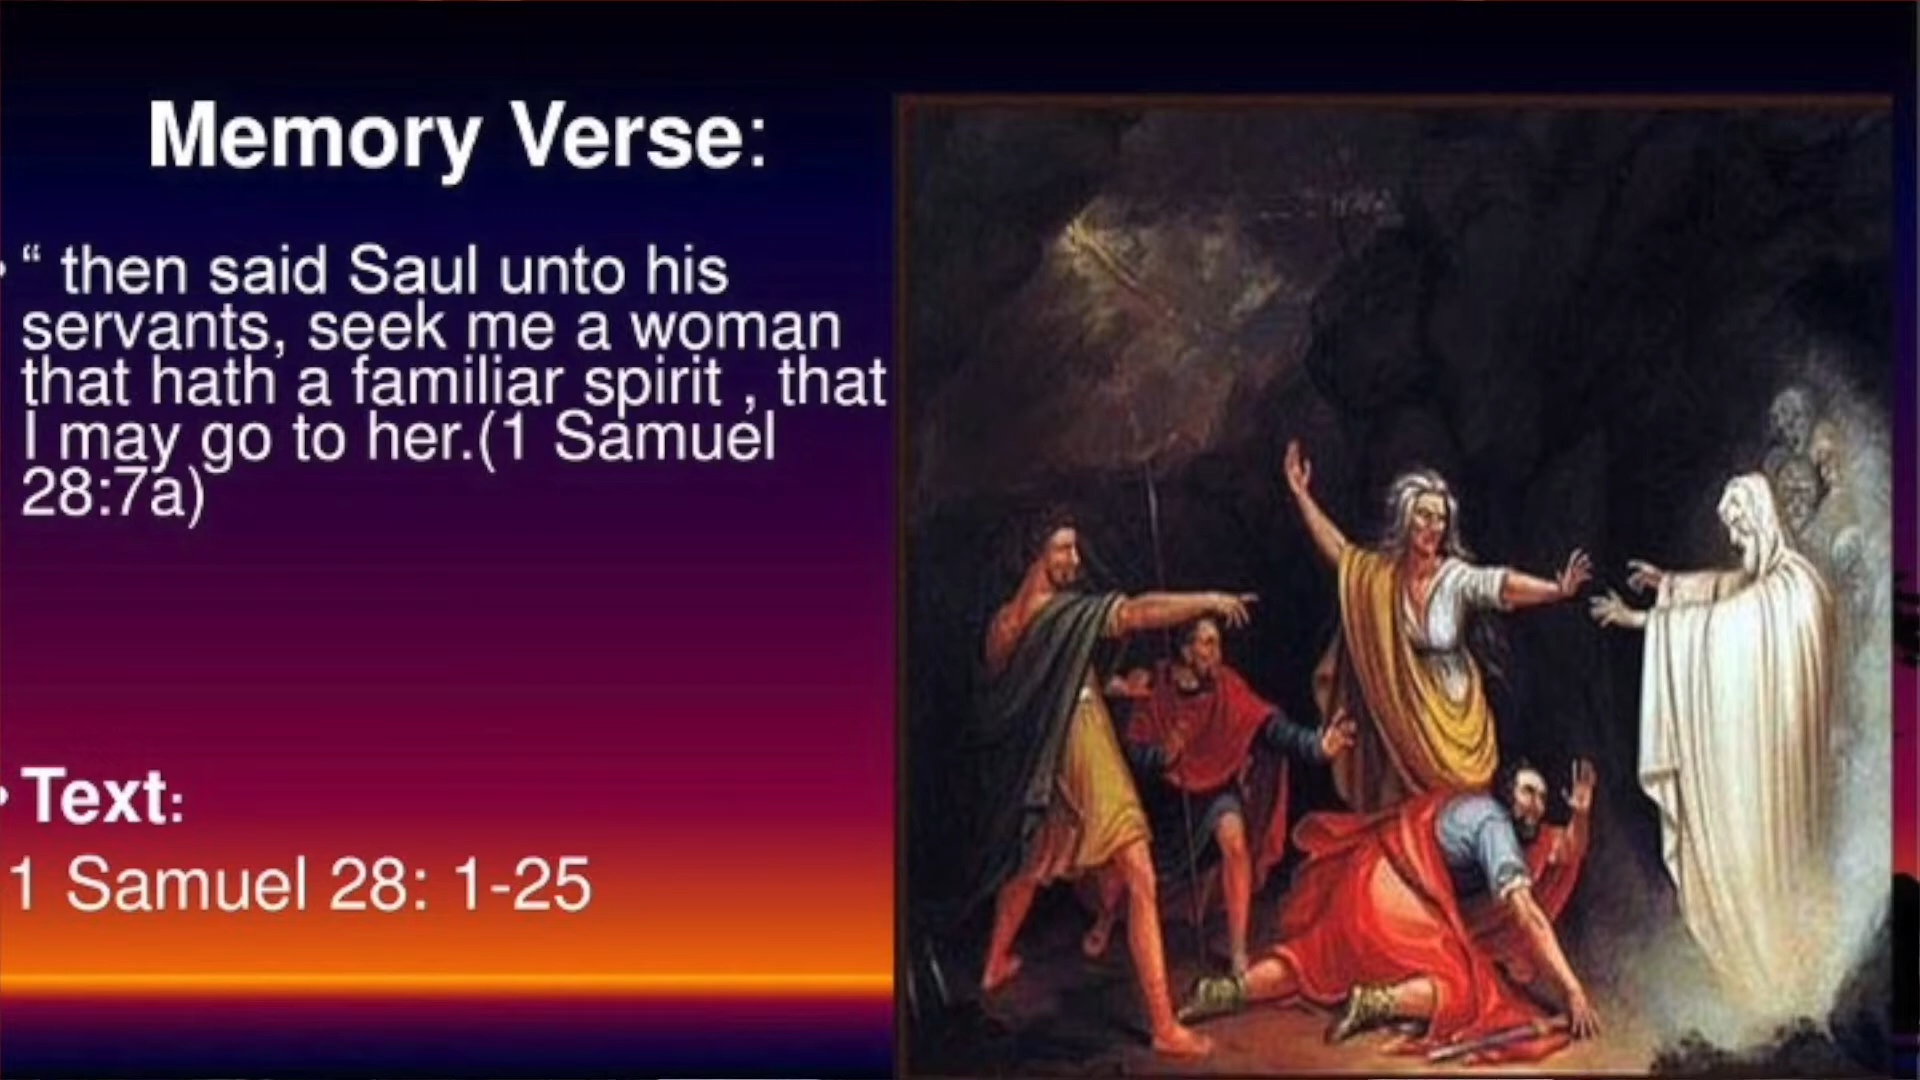 Memory Verse:
• “ then said Saul unto his
servants, seek me a woman
that hath a familiar spirit , that
I may go to her.(1 Samuel
28:7a)
• Text:
1 Samuel 28: 1-25